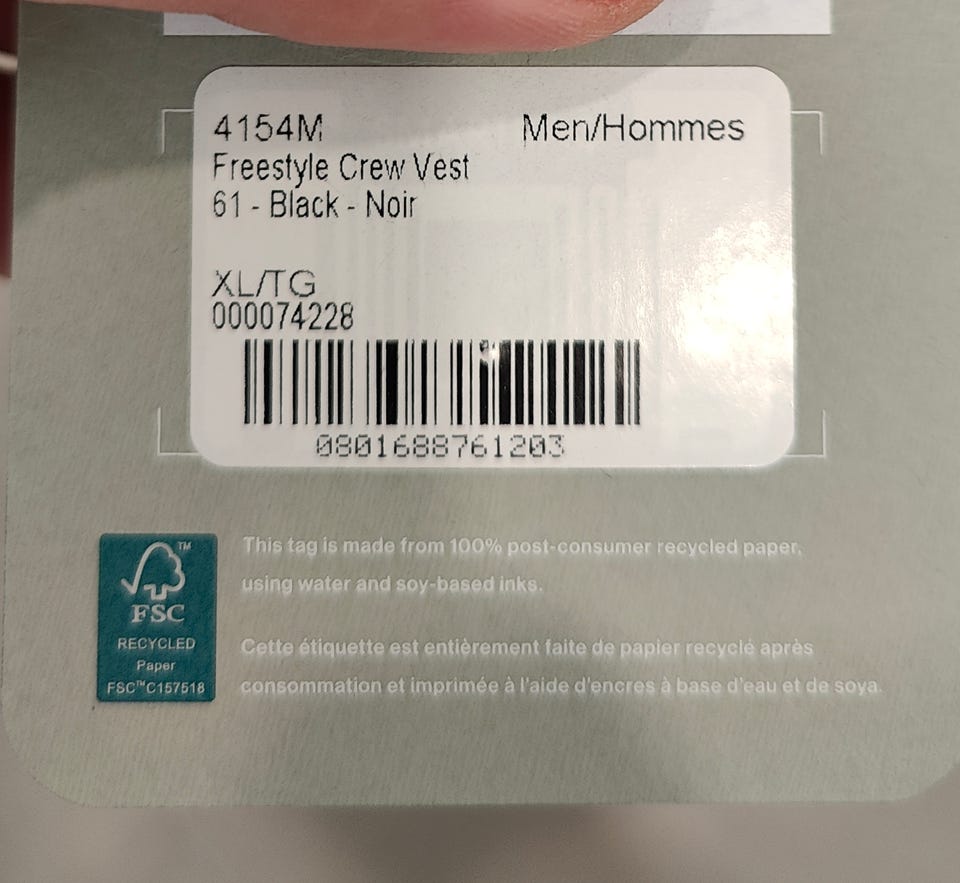 4154M Men/Hommes
Freestyle Crew Vest
61 - Black - Noir
XL/TG
000074228
0801688761203
TM
FSC
RECYCLED
Paper
FSC™C157518
This tag is made from 100% post-consumer recycled paper,
using water and soy-based inks.
Cette étiquette est entièrement faite de papier recyclé après
consommation et imprimée à l'aide d'encres à base d'eau et de soya.